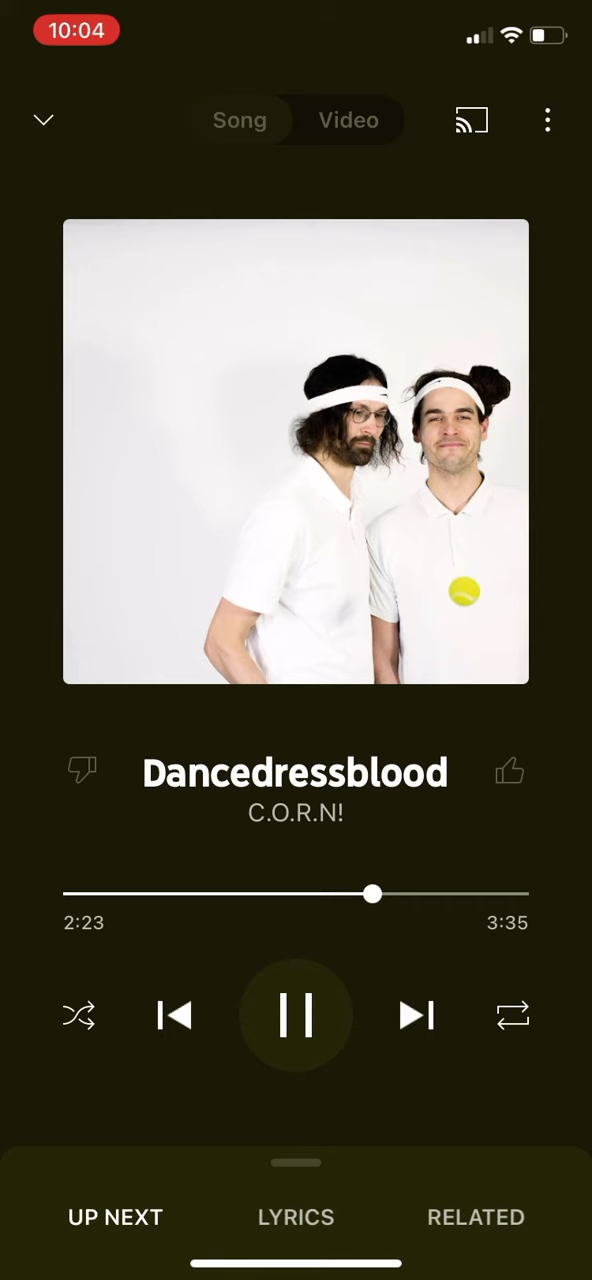 10:04
Song Video
Dancedressblood
C.O.R.N!
2:23 3:35
UP NEXT LYRICS RELATED